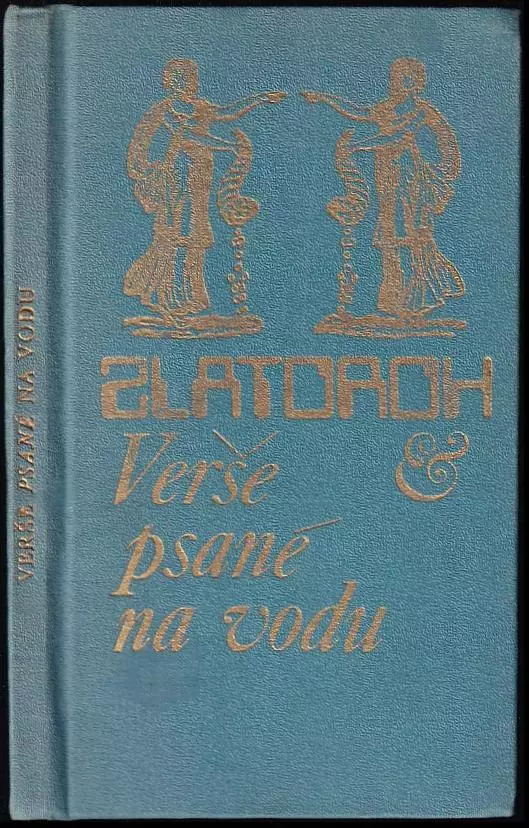 VERŠE PSANÉ NA VODU
ZLATOROH
Verše &
psané
na vodu